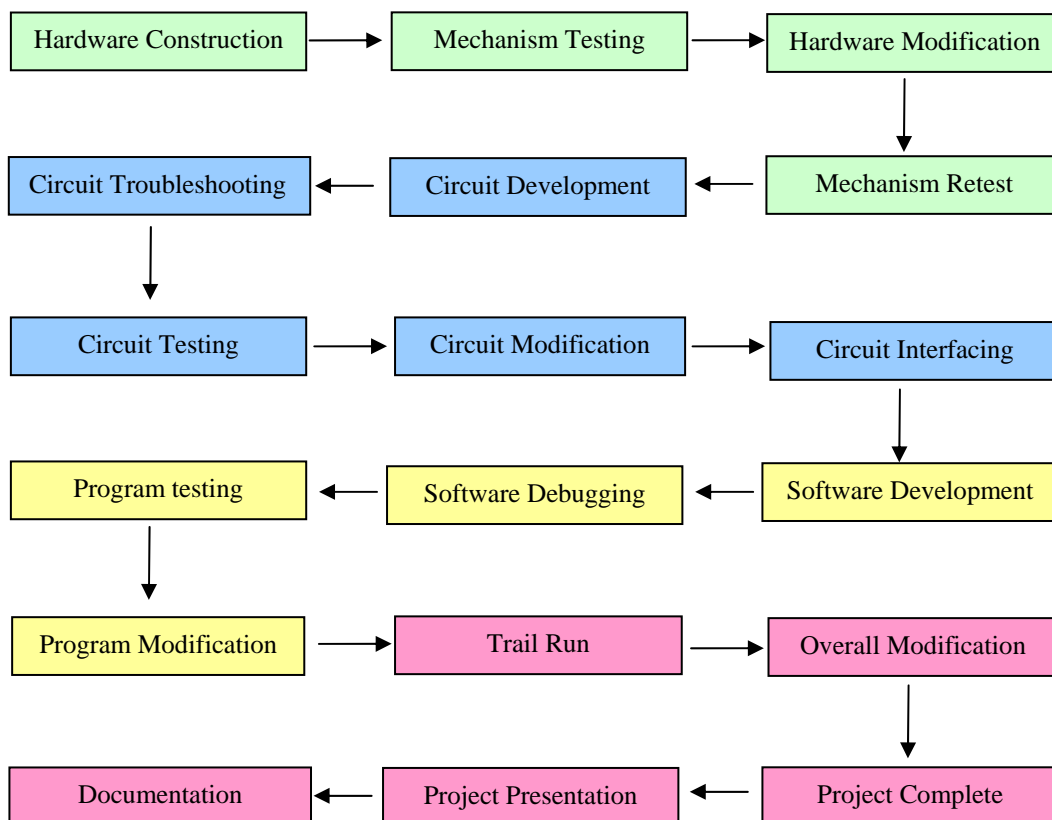 Hardware Construction
Mechanism Testing
Hardware Modification
Mechanism Retest
Circuit Development
Circuit Troubleshooting
Circuit Testing
Circuit Modification
Circuit Interfacing
Software Development
Software Debugging
Program testing
Program Modification
Trail Run
Overall Modification
Project Complete
Project Presentation
Documentation